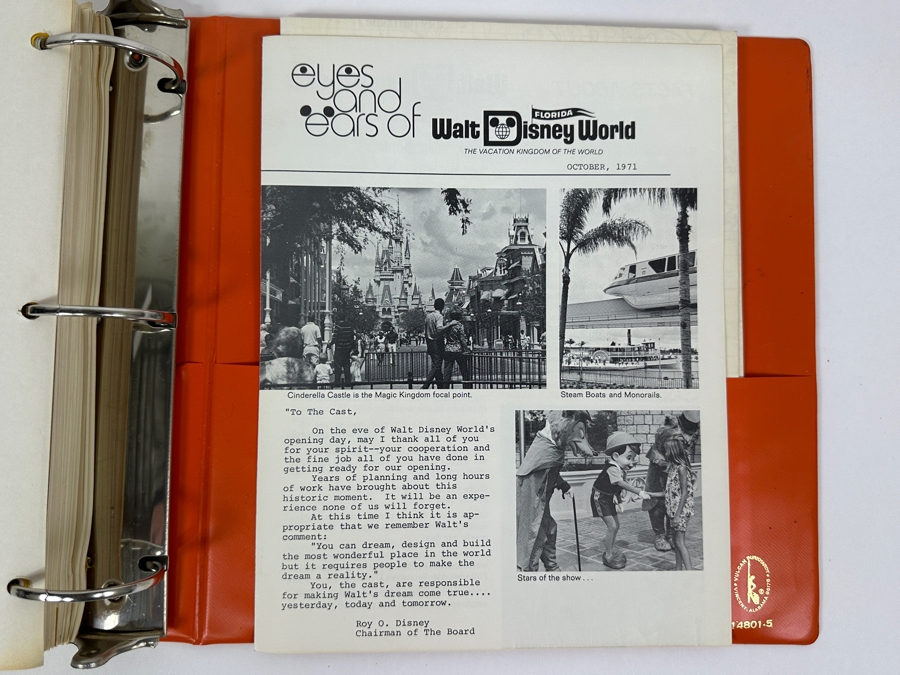 eyes
and
ears of
FLORIDA
Walt Disney World
THE VACATION KINGDOM OF THE WORLD
OCTOBER, 1971
Cinderella Castle is the Magic Kingdom focal point.
Steam Boats and Monorails.
"To The Cast,
On the eve of Walt Disney World's
opening day, may I thank all of you
for your spirit--your cooperation and
the fine job all of you have done in
getting ready for our opening.
Years of planning and long hours
of work have brought about this
historic moment. It will be an expe-
rience none of us will forget.
At this time I think it is ap-
propriate that we remember Walt's
comment:
"You can dream, design and build
the most wonderful place in the world
but it requires people to make the
dream a reality."
You, the cast, are responsible
for making Walt's dream come true....
yesterday, today and tomorrow.
Roy O. Disney
Chairman of The Board
Stars of the show . . .
VULCAN
VINCENT, ALABAMA
14801-5